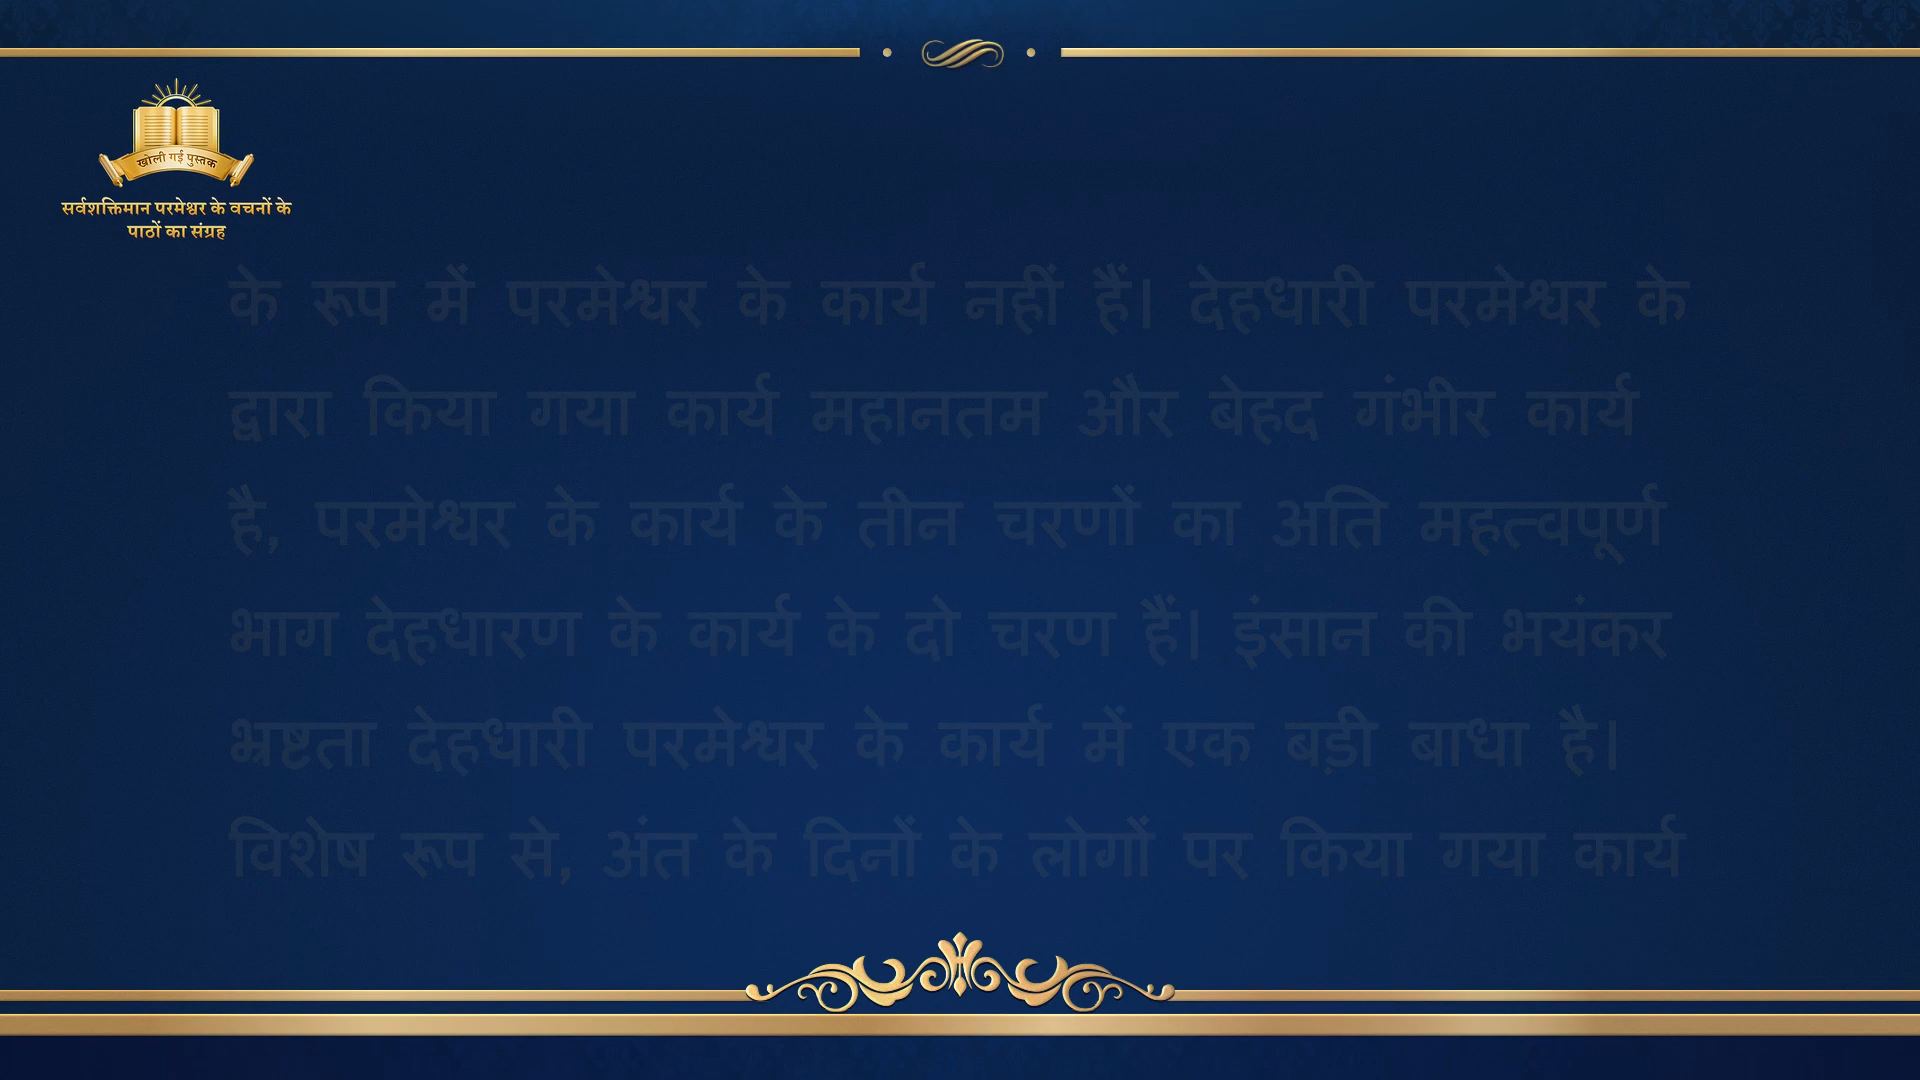 खोली गई पुस्तक
सर्वशक्तिमान परमेश्वर के वचनों के
पाठों का संग्रह
के रूप में परमेश्वर के कार्य नहीं हैं। देहधारी परमेश्वर के
द्वारा किया गया कार्य महानतम और बेहद गंभीर कार्य
है, परमेश्वर के कार्य के तीन चरणों का अति महत्वपूर्ण
भाग देहधारण के कार्य के दो चरण हैं। इंसान की भयंकर
भ्रष्टता देहधारी परमेश्वर के कार्य में एक बड़ी बाधा है।
विशेष रूप से, अंत के दिनों के लोगों पर किया गया कार्य